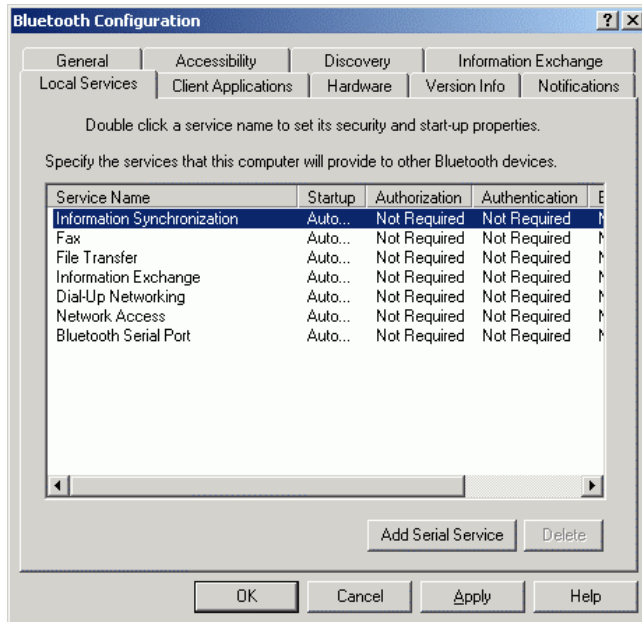 Bluetooth Configuration
General Accessibility Discovery Information Exchange
Local Services Client Applications Hardware Version Info Notifications
Double click a service name to set its security and start-up properties.
Specify the services that this computer will provide to other Bluetooth devices.
Service Name Startup Authorization Authentication E
Information Synchronization Auto... Not Required Not Required
Fax Auto... Not Required Not Required
File Transfer Auto... Not Required Not Required
Information Exchange Auto... Not Required Not Required
Dial-Up Networking Auto... Not Required Not Required
Network Access Auto... Not Required Not Required
Bluetooth Serial Port Auto... Not Required Not Required
Add Serial Service Delete
OK Cancel Apply Help